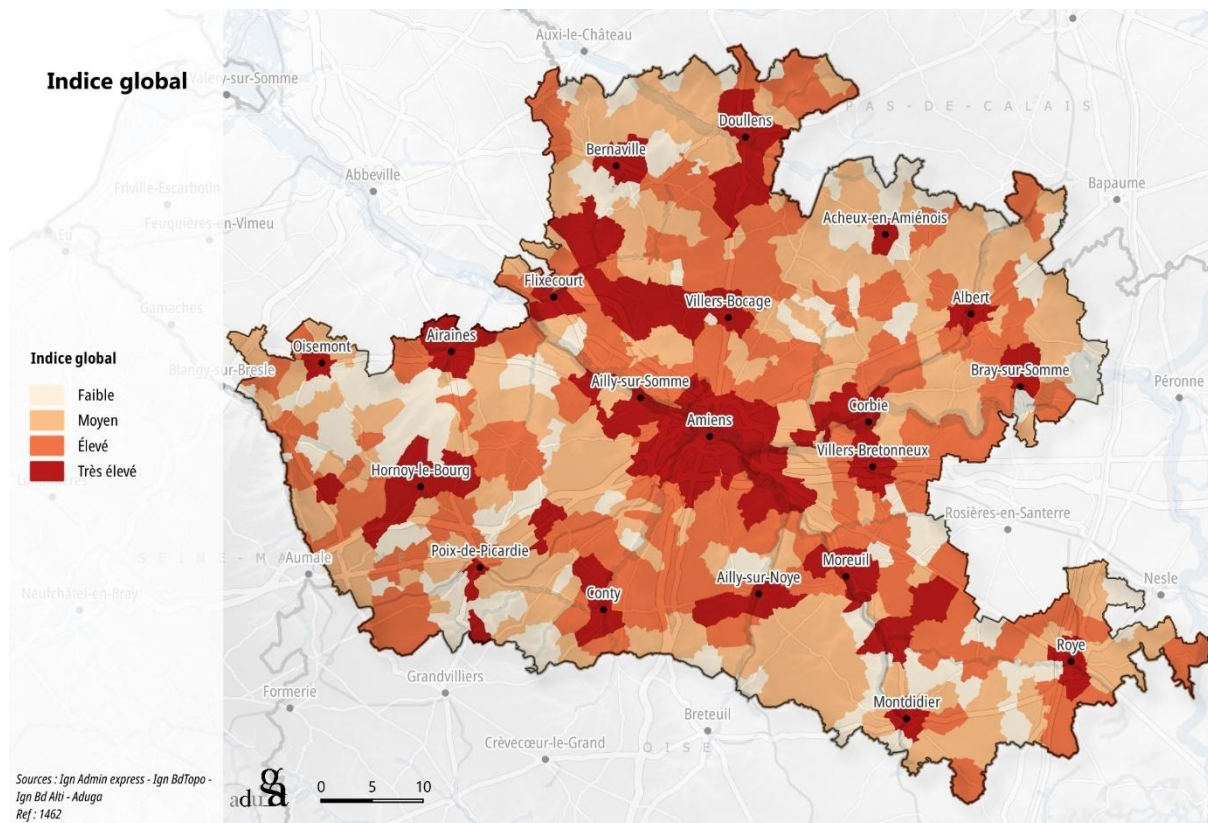 Indice global
Valery-sur-Somme
Auxi-le-Château
PAS-DE-CALAIS
Doullens
Bernaville
Abbeville
Friville-Escarbotin
Bapaume
Feuquières-en-Vimeu
Acheux-en-Amiénois
Eu
Flixecourt
Gamaches
Villers-Bocage
Albert
Airaines
Oisemont
Blangy-sur-Bresle
Bray-sur-Somme
Péronne
Ailly-sur-Somme
Corbie
Amiens
Villers-Bretonneux
Hornoy-le-Bourg
Rosières-en-Santerre
Poix-de-Picardie
SEINE-MA
Aumale
Moreuil
Ailly-sur-Noye
Nesle
Neufchâtel-en-Bray
Conty
Roye
Grandvilliers
Formerie
Montdidier
Breteuil
Crèvecœur-le-Grand
OISE
Indice global
Faible
Moyen
Élevé
Très élevé
Sources : Ign Admin express - Ign BdTopo -
Ign Bd Alti - Aduga
Ref : 1462
aduga
0 5 10